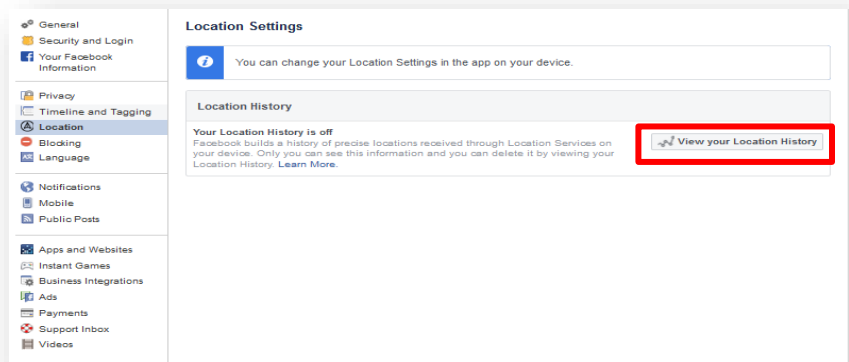 General
Security and Login
Your Facebook
Information
Privacy
Timeline and Tagging
Location
Blocking
Language
Notifications
Mobile
Public Posts
Apps and Websites
Instant Games
Business Integrations
Ads
Payments
Support Inbox
Videos
Location Settings
You can change your Location Settings in the app on your device.
Location History
Your Location History is off
Facebook builds a history of precise locations received through Location Services on
your device. Only you can see this information and you can delete it by viewing your
Location History. Learn More.
View your Location History